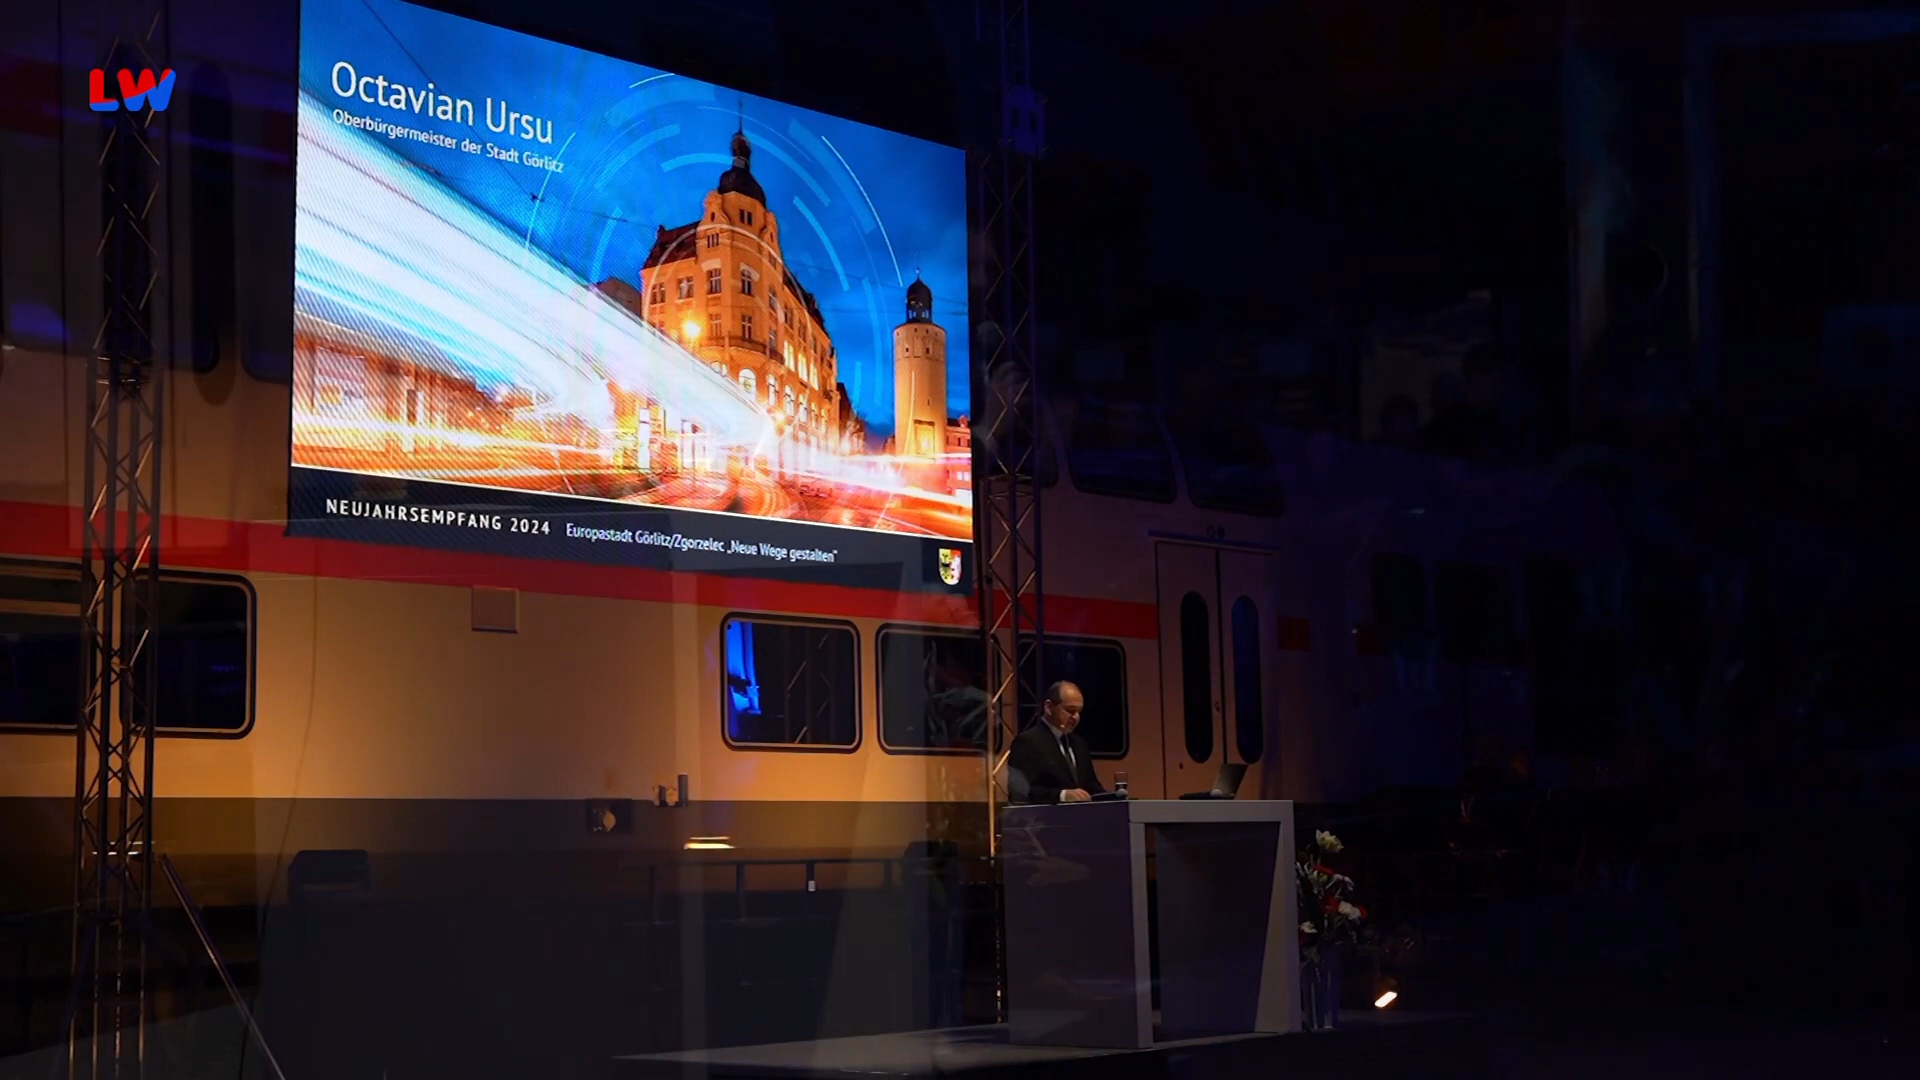 LW
Octavian Ursu
Oberbürgermeister der Stadt Görlitz
NEUJAHRSEMPFANG 2024 Europastadt Görlitz/Zgorzelec „Neue Wege gestalten“